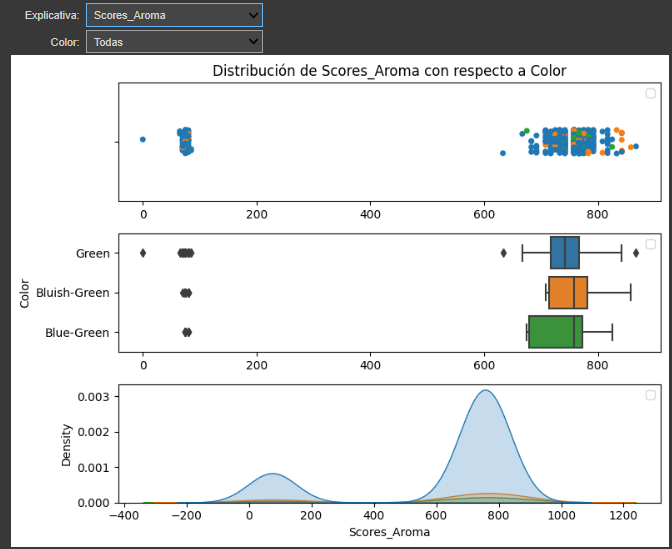 Explicativa: Scores_Aroma
Color: Todas
Distribución de Scores_Aroma con respecto a Color
0 200 400 600 800
Color
Green
Bluish-Green
Blue-Green
0 200 400 600 800
Density
0.003
0.002
0.001
0.000
−400 −200 0 200 400 600 800 1000 1200
Scores_Aroma